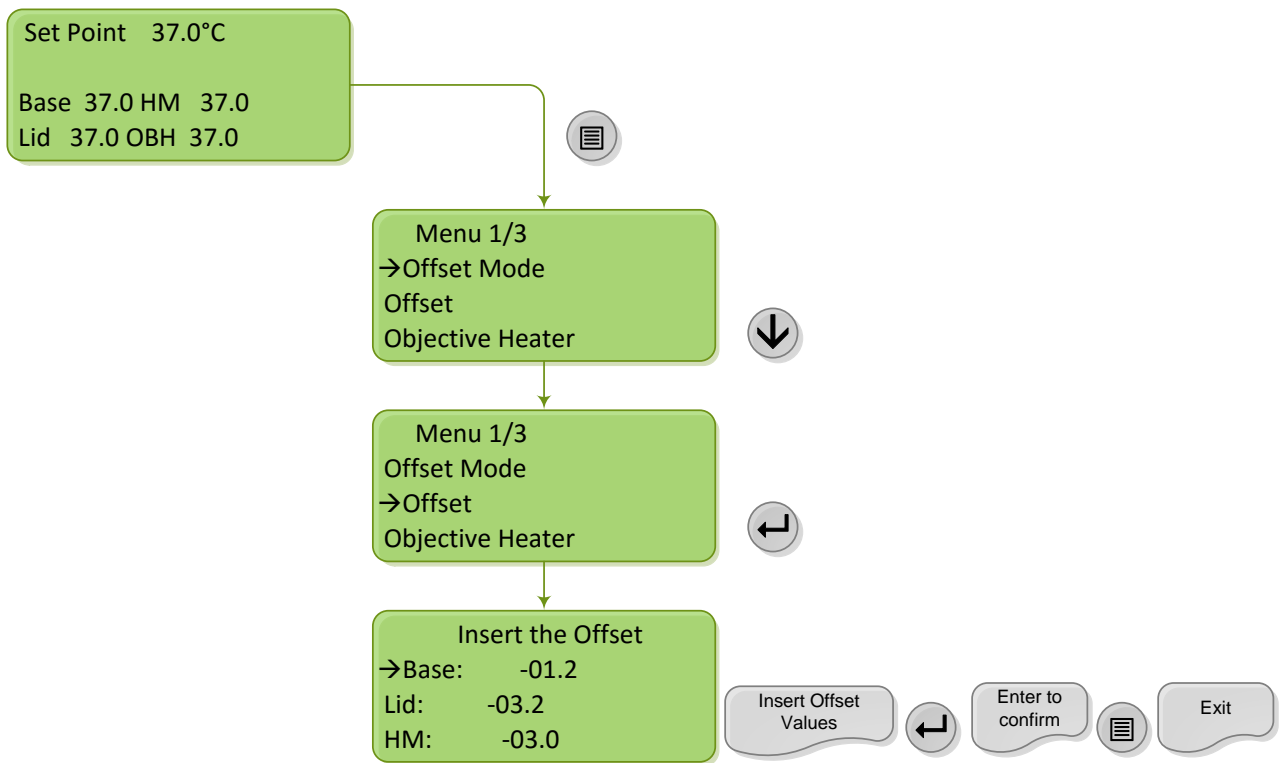 Set Point 37.0°C
Base 37.0 HM 37.0
Lid 37.0 OBH 37.0
Menu 1/3
→Offset Mode
Offset
Objective Heater
Menu 1/3
Offset Mode
→Offset
Objective Heater
Insert the Offset
→Base: -01.2
Lid: -03.2
HM: -03.0
Insert Offset
Values
Enter to
confirm
Exit